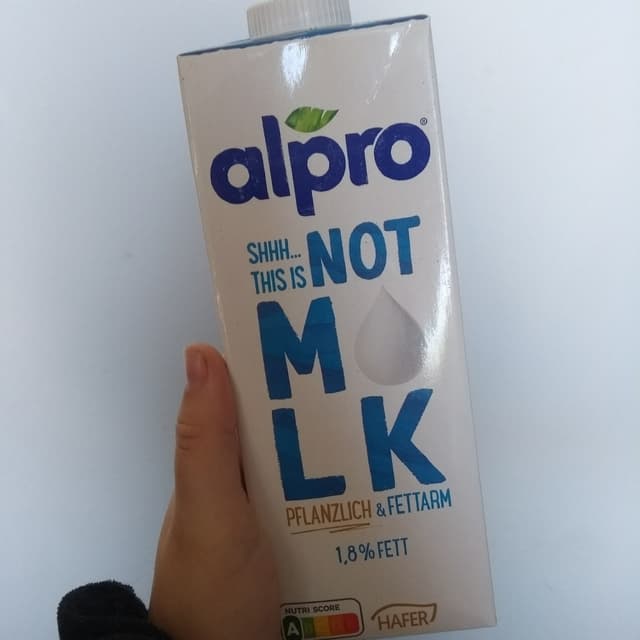 alpro®
SHHH... THIS IS NOT
M
LK
PFLANZLICH & FETTARM
1,8% FETT
NUTRI SCORE
A
HAFER